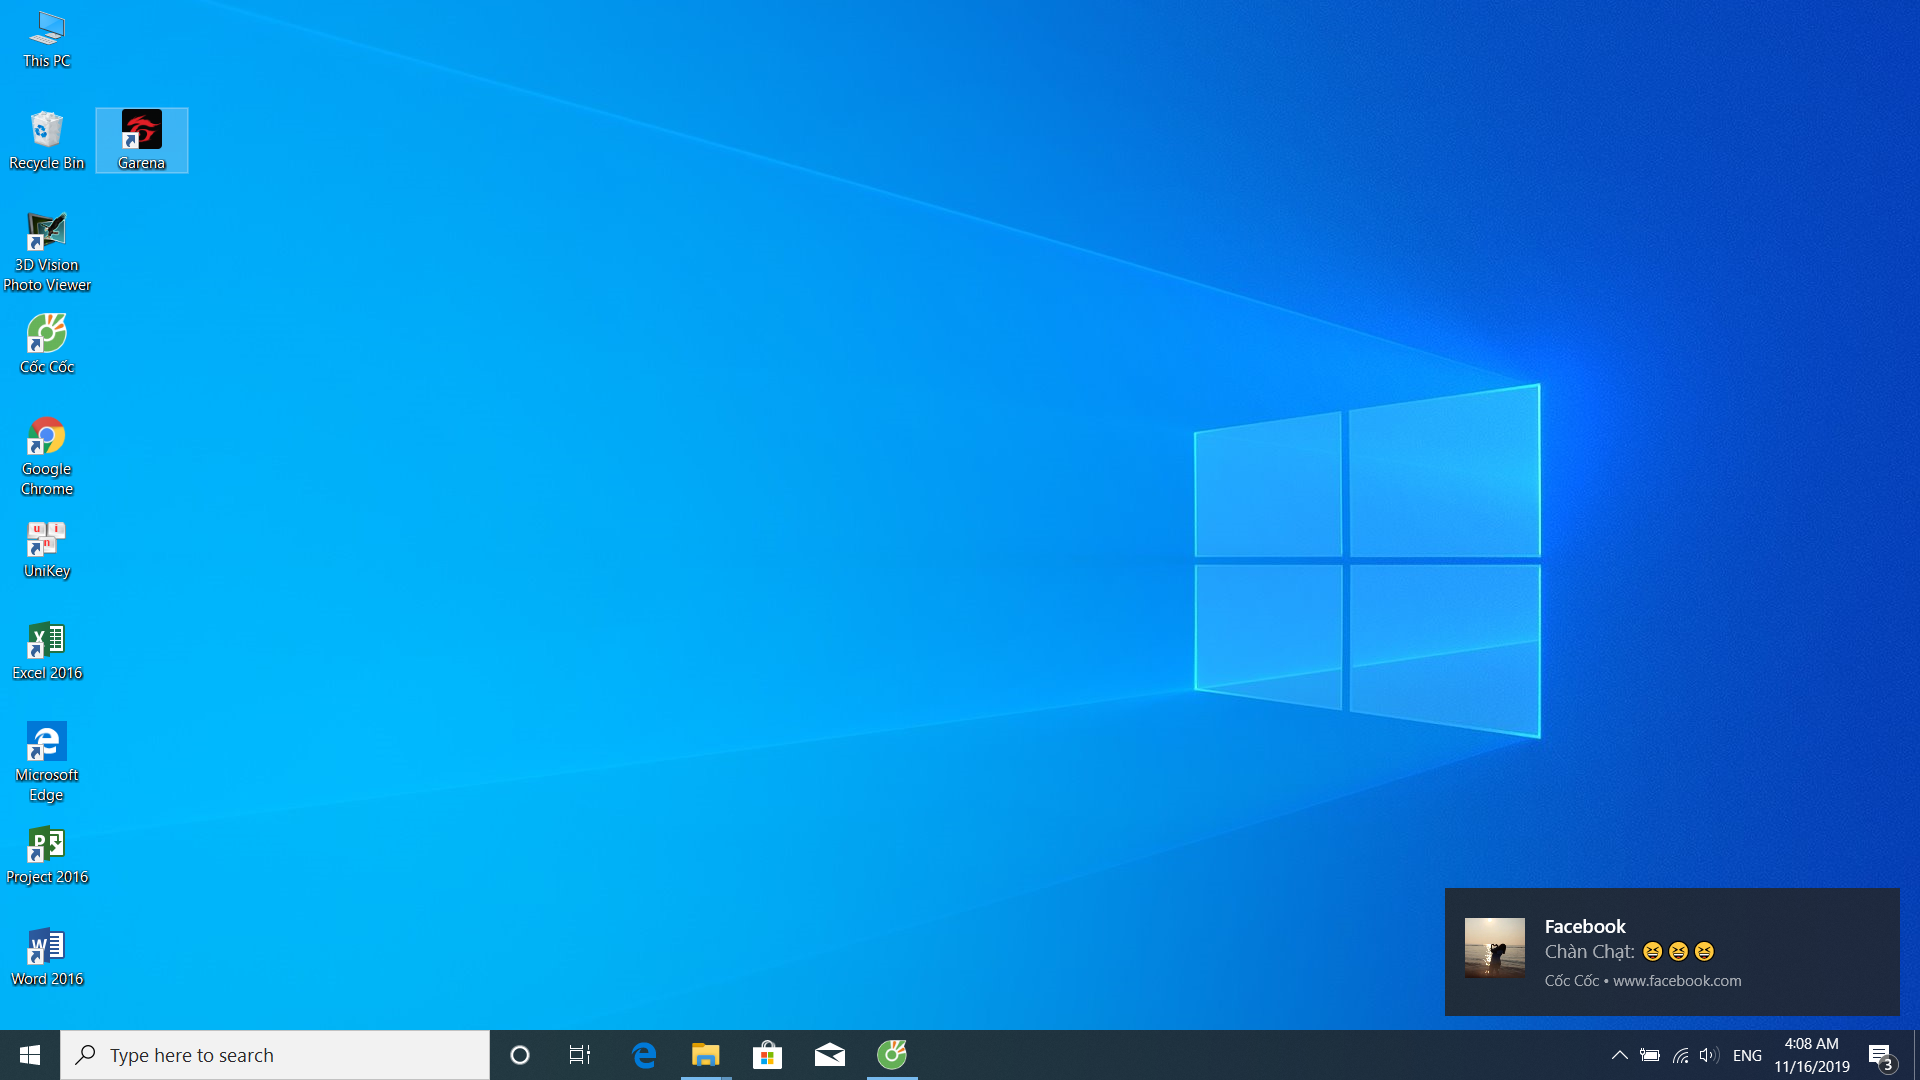 This PC
Recycle Bin
Garena
3D Vision
Photo Viewer
Cốc Cốc
Google
Chrome
UniKey
Excel 2016
Microsoft
Edge
Project 2016
Word 2016
Facebook
Chàn Chạt: 😆 😆 😆
Cốc Cốc • www.facebook.com
Type here to search
ENG
4:08 AM
11/16/2019
3